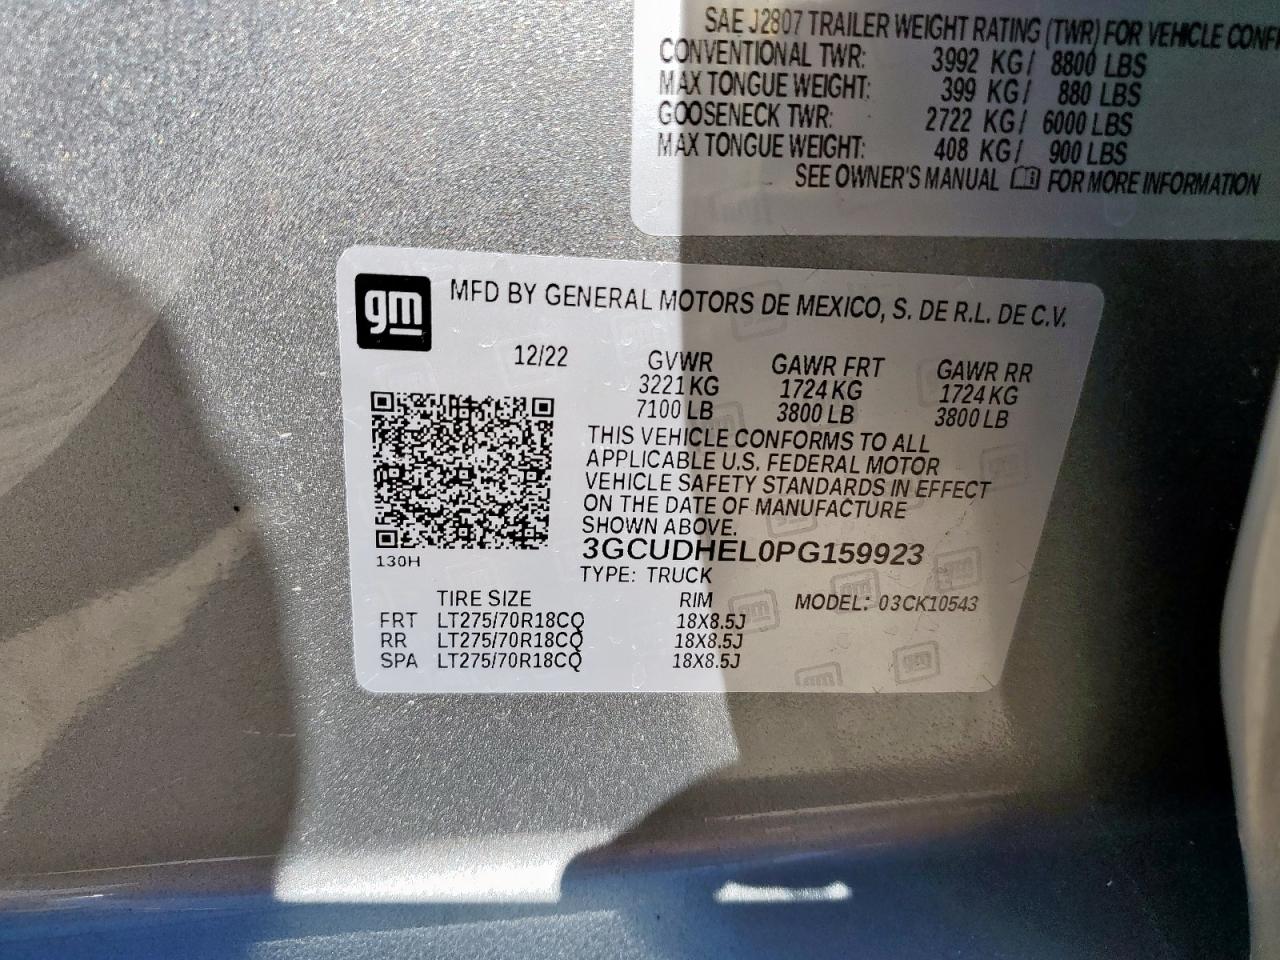 SAE J2807 TRAILER WEIGHT RATING (TWR) FOR VEHICLE
CONVENTIONAL TWR: 3992 KG/ 8800 LBS
MAX TONGUE WEIGHT: 399 KG/ 880 LBS
GOOSENECK TWR: 2722 KG/ 6000 LBS
MAX TONGUE WEIGHT: 408 KG/ 900 LBS
SEE OWNER'S MANUAL FOR MORE INFORMATION
gm
MFD BY GENERAL MOTORS DE MEXICO, S. DE R.L. DE C.V.
12/22 GVWR GAWR FRT GAWR RR
3221 KG 1724 KG 1724 KG
7100 LB 3800 LB 3800 LB
THIS VEHICLE CONFORMS TO ALL
APPLICABLE U.S. FEDERAL MOTOR
VEHICLE SAFETY STANDARDS IN EFFECT
ON THE DATE OF MANUFACTURE
SHOWN ABOVE.
130H
3GCUDHEL0PG159923
TYPE: TRUCK
TIRE SIZE RIM MODEL: 03CK10543
FRT LT275/70R18CQ 18X8.5J
RR LT275/70R18CQ 18X8.5J
SPA LT275/70R18CQ 18X8.5J